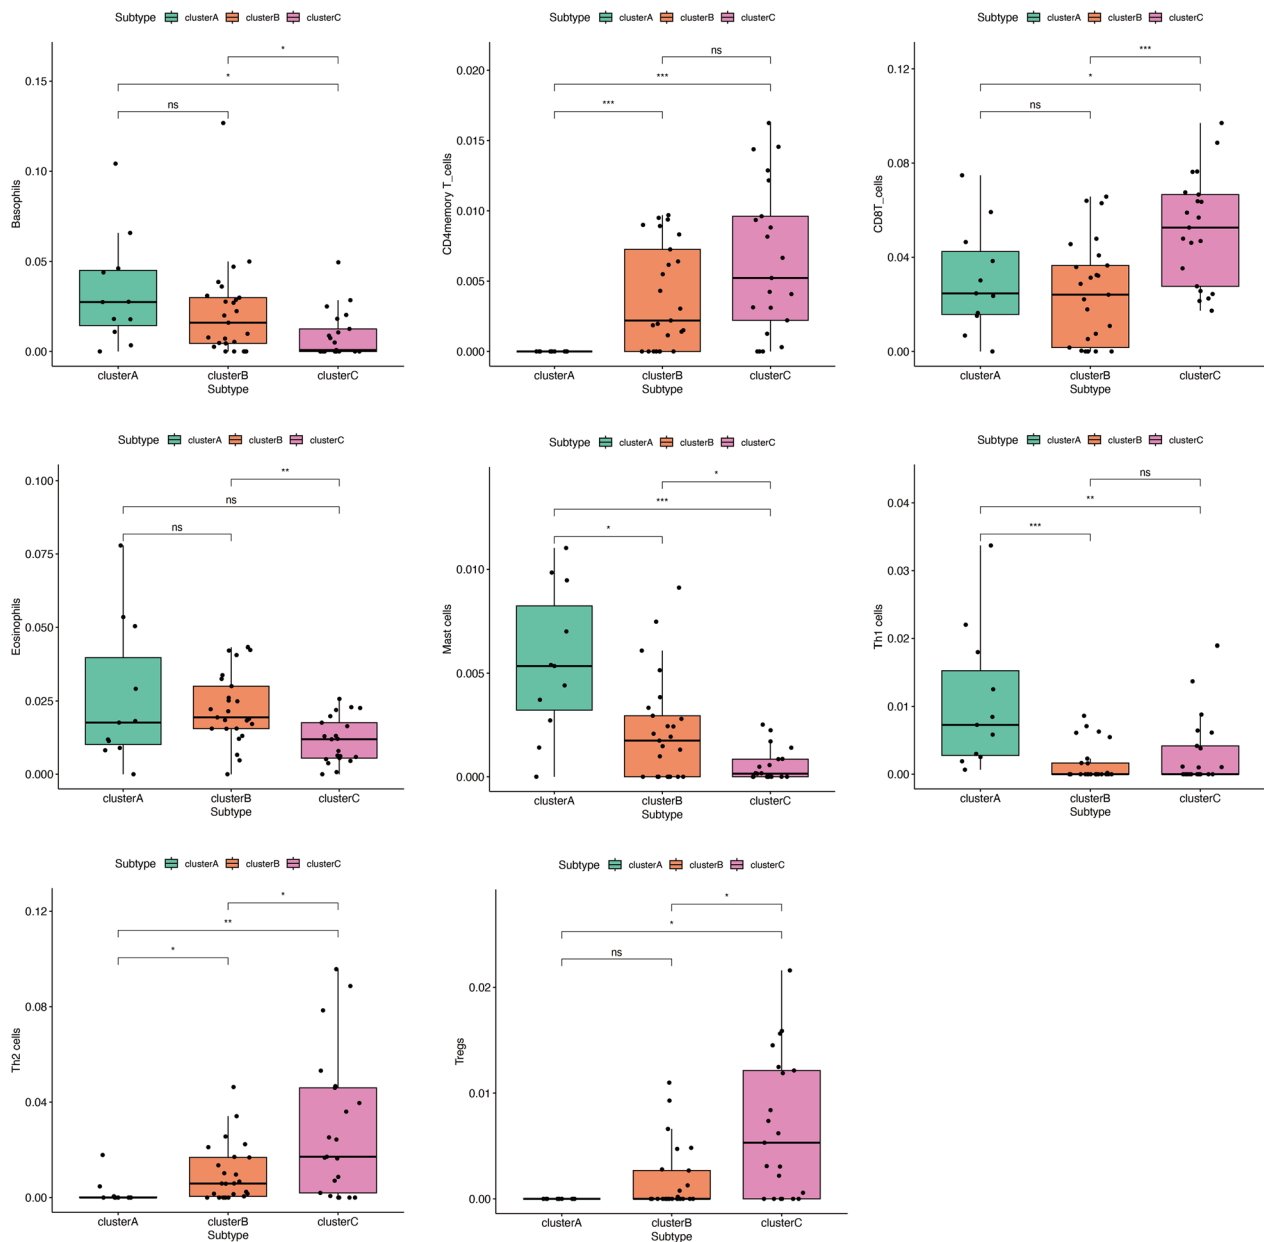 Subtype clusterA clusterB clusterC
Basophils
0.15
0.10
0.05
0.00
*
*
ns
clusterA clusterB clusterC
Subtype
Subtype clusterA clusterB clusterC
CD4memory T_cells
0.020
0.015
0.010
0.005
0.000
ns
***
***
clusterA clusterB clusterC
Subtype
Subtype clusterA clusterB clusterC
CD8T_cells
0.12
0.08
0.04
0.00
***
*
ns
clusterA clusterB clusterC
Subtype
Subtype clusterA clusterB clusterC
Eosinophils
0.100
0.075
0.050
0.025
0.000
**
ns
ns
clusterA clusterB clusterC
Subtype
Subtype clusterA clusterB clusterC
Mast cells
0.010
0.005
0.000
*
***
*
clusterA clusterB clusterC
Subtype
Subtype clusterA clusterB clusterC
Th1 cells
0.04
0.03
0.02
0.01
0.00
ns
**
***
clusterA clusterB clusterC
Subtype
Subtype clusterA clusterB clusterC
Th2 cells
0.12
0.08
0.04
0.00
*
**
*
clusterA clusterB clusterC
Subtype
Subtype clusterA clusterB clusterC
Tregs
0.02
0.01
0.00
*
*
ns
clusterA clusterB clusterC
Subtype